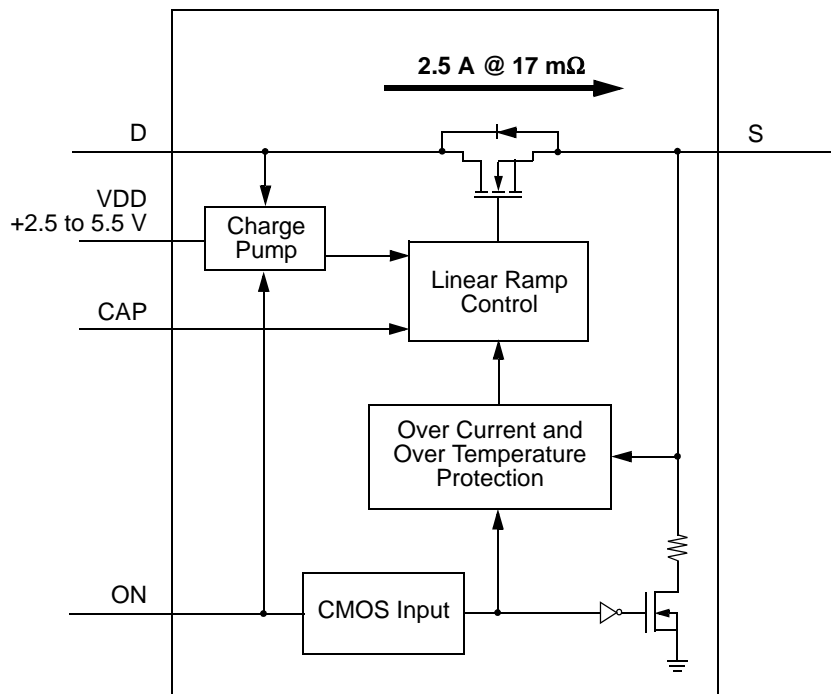 2.5 A @ 17 mΩ
D
S
VDD
+2.5 to 5.5 V
Charge
Pump
Linear Ramp
Control
CAP
Over Current and
Over Temperature
Protection
ON
CMOS Input